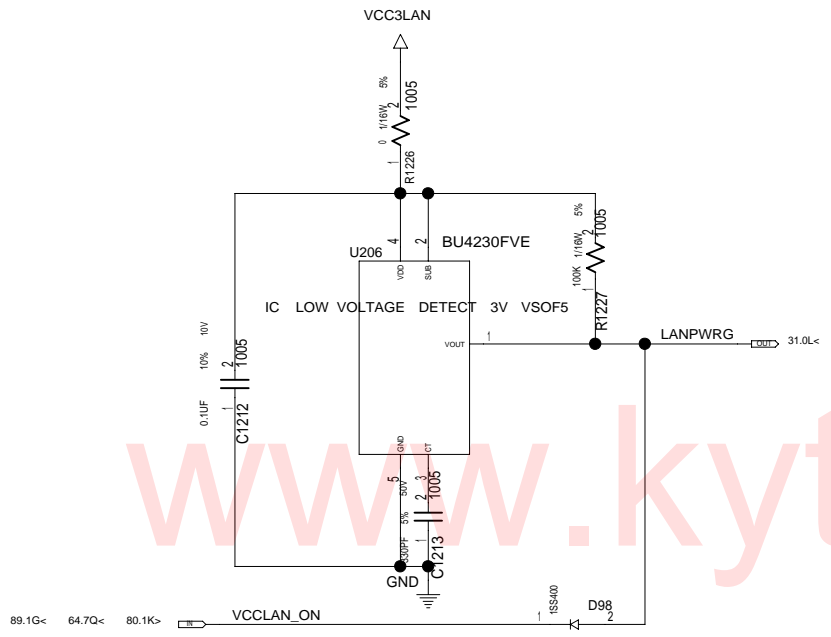 VCC3LAN
5%
1/16W
0
2
1005
1
R1226
4
2
U206
BU4230FVE
VDD
SUB
5%
1/16W
100K
2
1005
1
R1227
IC LOW VOLTAGE DETECT 3V VSOF5
VOUT
1
LANPWRG
OUT
31.0L<
10V
10%
0.1UF
2
1005
1
C1212
GND
CT
5
3
50V
5%
330PF
2
1005
1
C1213
GND
www.kyt
89.1G< 64.7Q< 80.1K>
IN
VCCLAN_ON
1
1SS400
D98
2